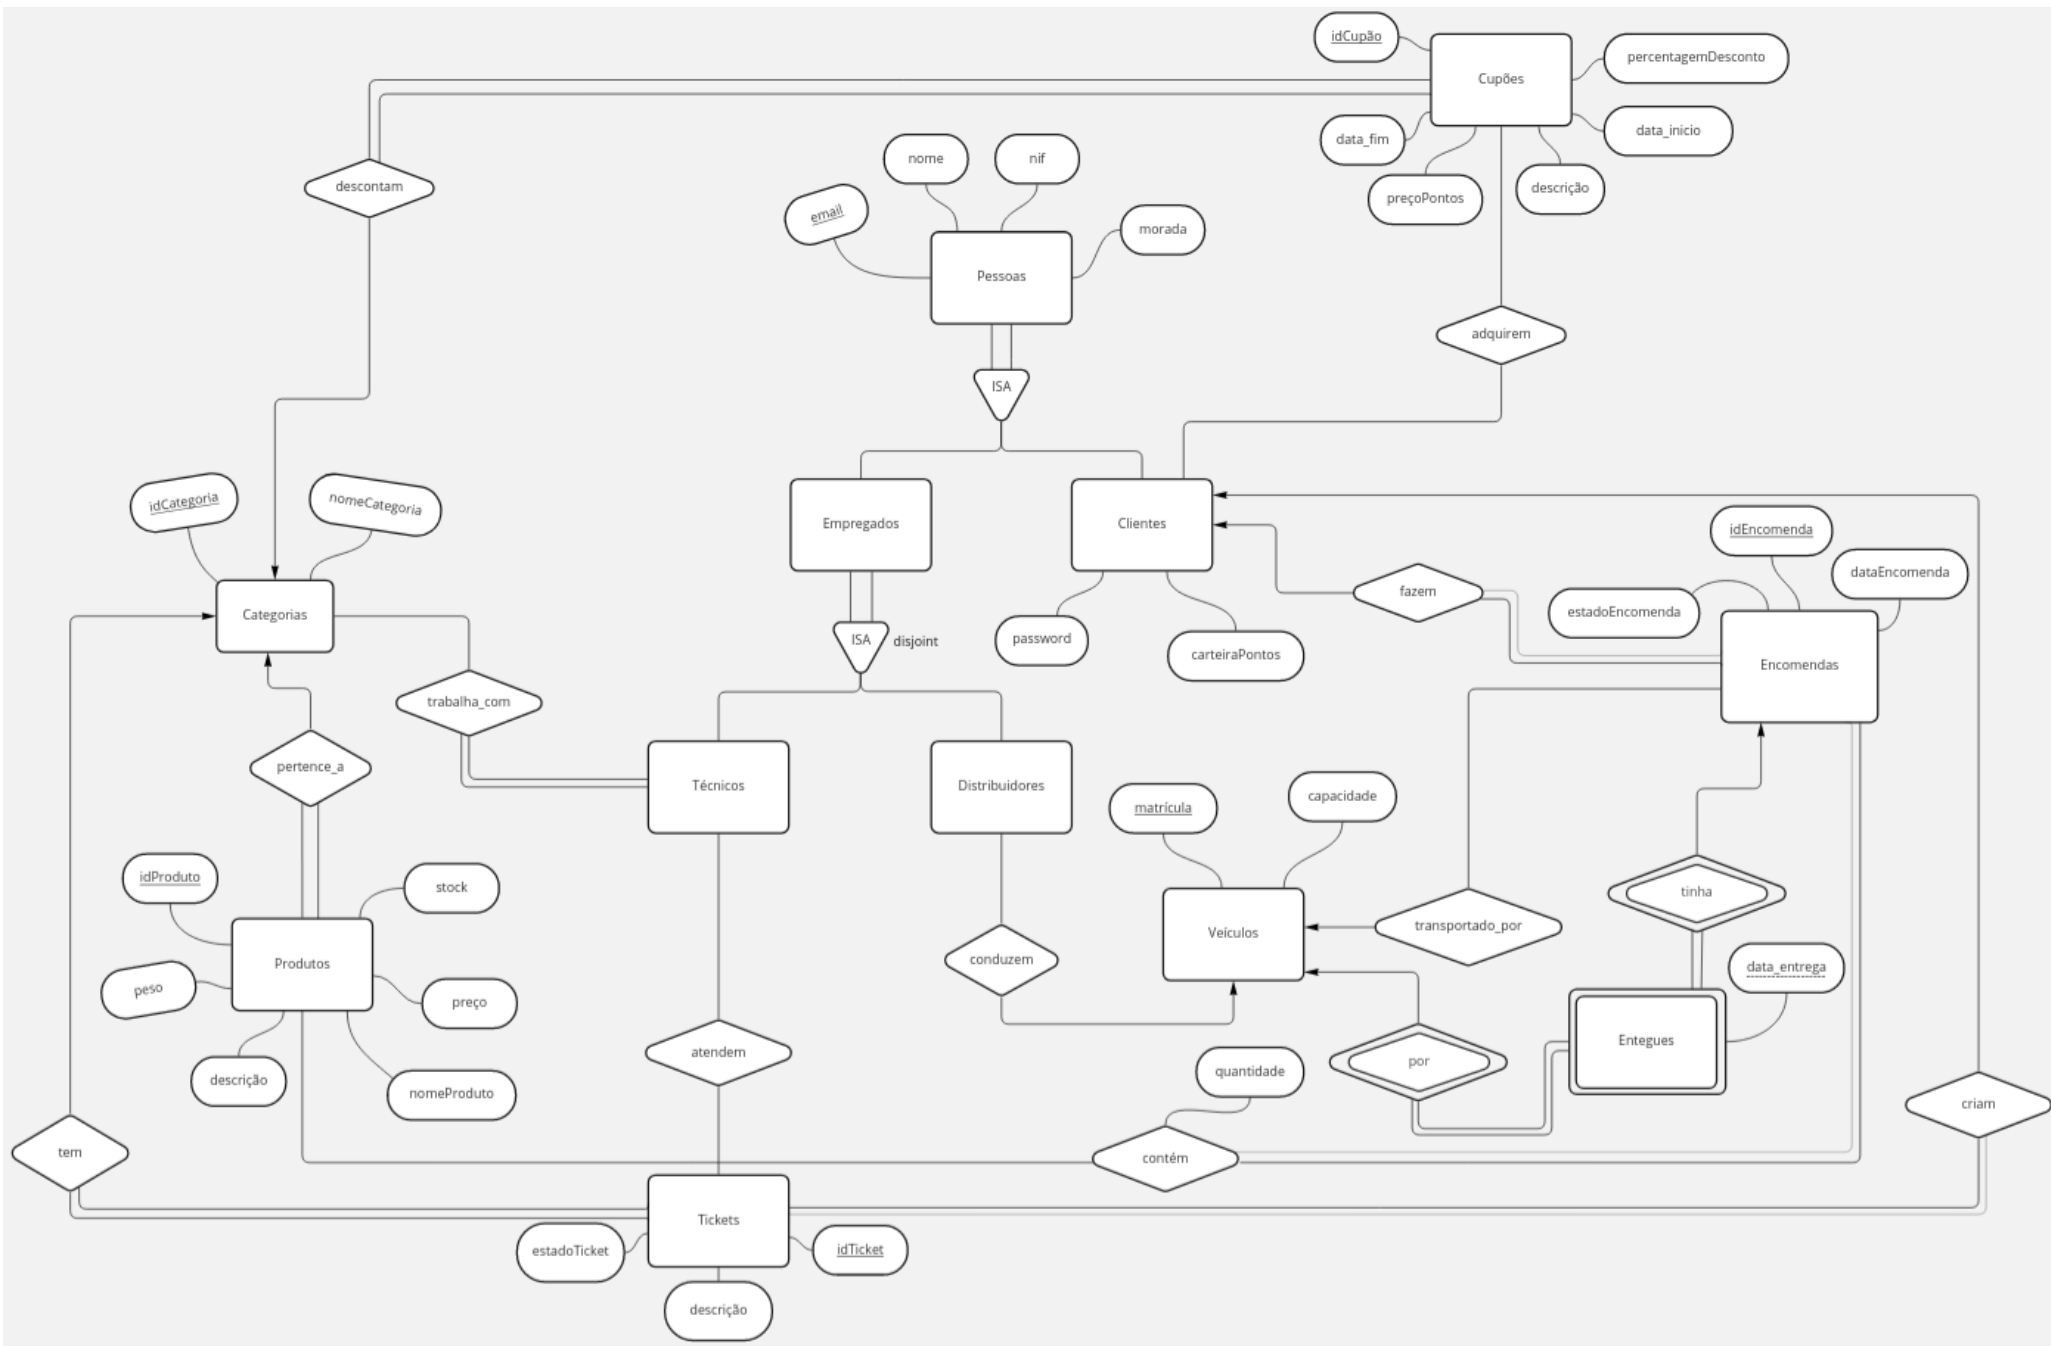 idCupão
Cupões
percentagemDesconto
data_fim
data_inicio
preçoPontos
descrição
descontam
nome
nif
email
morada
Pessoas
adquirem
ISA
idCategoria
nomeCategoria
Empregados
Clientes
idEncomenda
dataEncomenda
estadoEncomenda
fazem
Categorias
ISA
disjoint
password
carteiraPontos
Encomendas
trabalha_com
pertence_a
Técnicos
Distribuidores
matrícula
capacidade
idProduto
stock
tinha
Produtos
conduzem
Veículos
transportado_por
data_entrega
peso
preço
descrição
nomeProduto
atendem
por
Entegues
quantidade
criam
tem
contém
Tickets
estadoTicket
idTicket
descrição